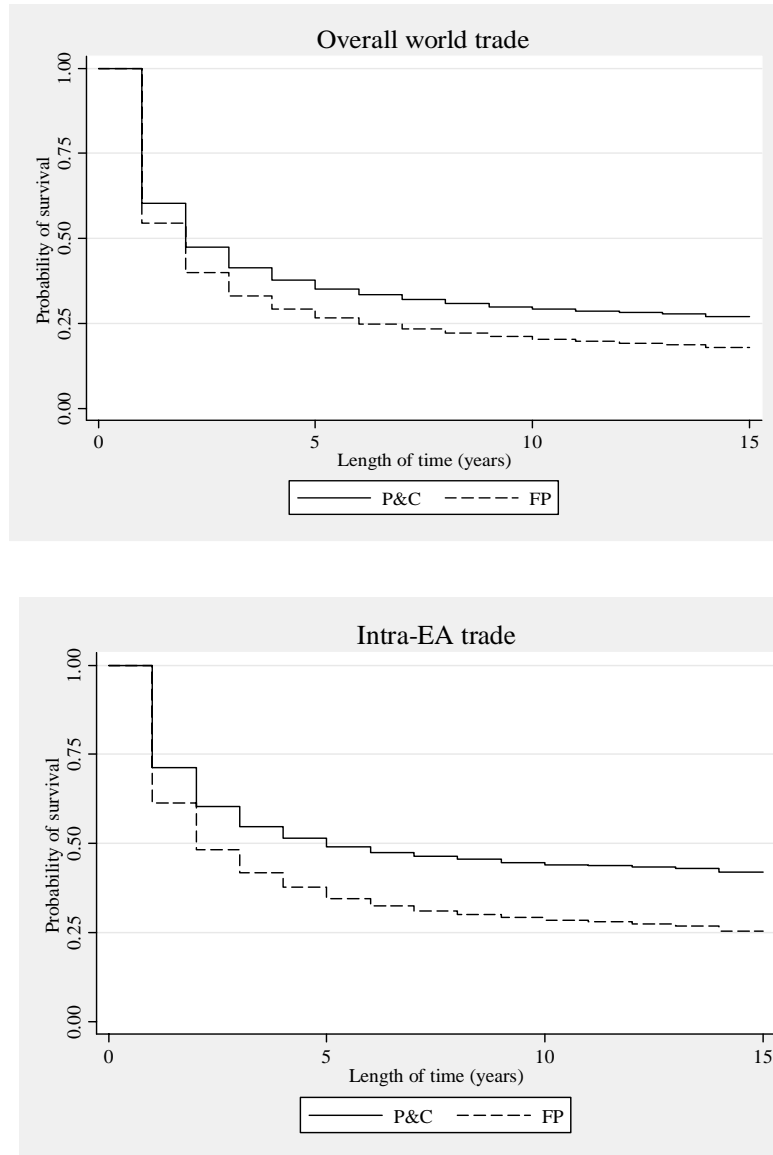 Overall world trade
1.00
0.75
0.50
0.25
0.00
Probability of survival
0 5 10 15
Length of time (years)
P&C FP
Intra-EA trade
1.00
0.75
0.50
0.25
0.00
Probability of survival
0 5 10 15
Length of time (years)
P&C FP